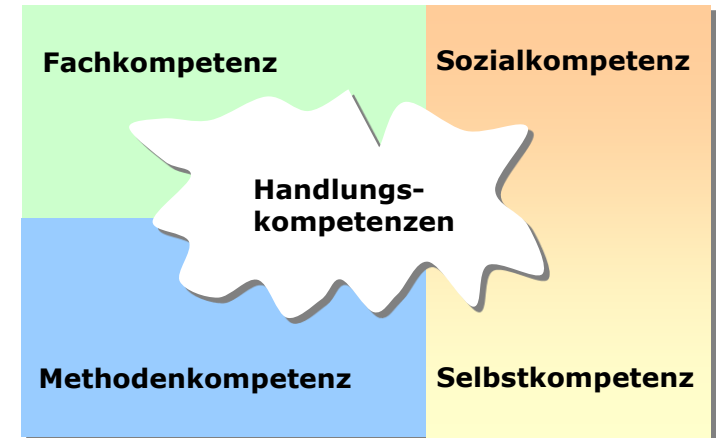 Fachkompetenz
Sozialkompetenz
Handlungs-
kompetenzen
Methodenkompetenz
Selbstkompetenz